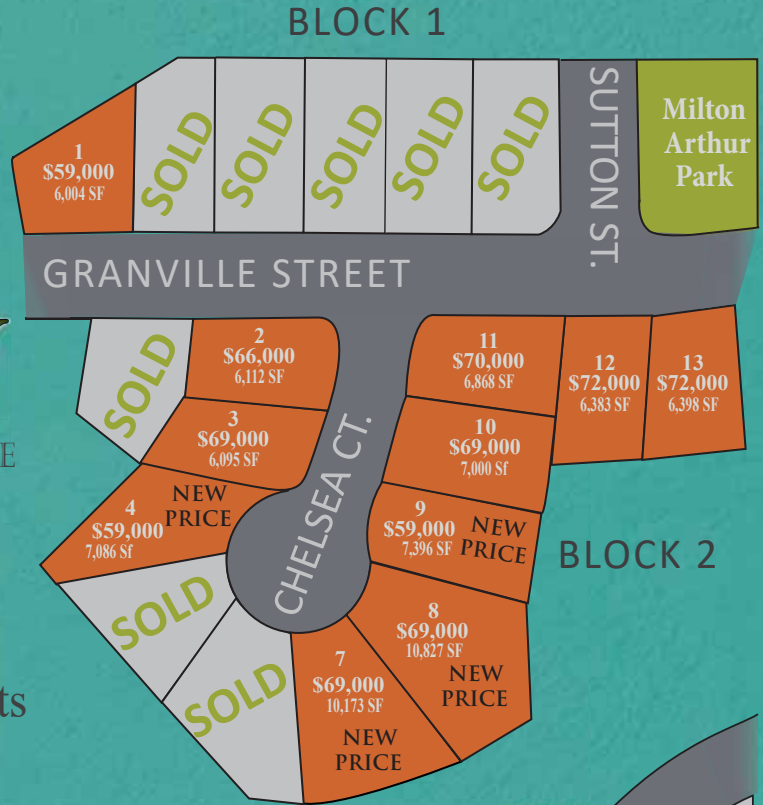 BLOCK 1
1
$59,000
6,004 SF
SOLD
SOLD
SOLD
SOLD
SOLD
SUTTON ST.
Milton
Arthur
Park
GRANVILLE STREET
SOLD
2
$66,000
6,112 SF
3
$69,000
6,095 SF
4
$59,000
7,086 Sf
NEW
PRICE
SOLD
SOLD
CHELSEA CT.
11
$70,000
6,868 SF
12
$72,000
6,383 SF
13
$72,000
6,398 SF
10
$69,000
7,000 Sf
9
$59,000
7,396 SF
NEW
PRICE
BLOCK 2
8
$69,000
10,827 SF
NEW
PRICE
7
$69,000
10,173 SF
NEW
PRICE
E
ts